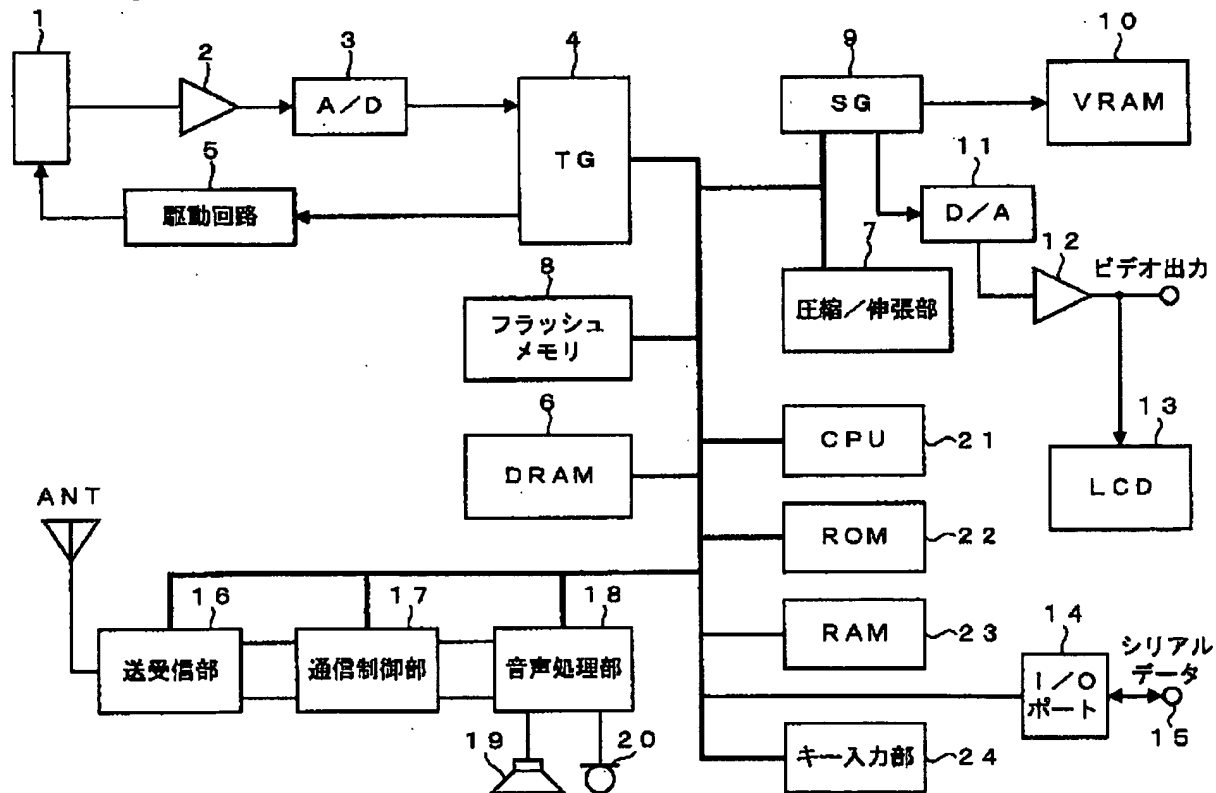 1
2
3
A/D
4
TG
5
駆動回路
9
SG
10
VRAM
11
D/A
7
圧縮/伸張部
12
ビデオ出力
8
フラッシュ
メモリ
6
DRAM
CPU
21
13
LCD
ROM
22
RAM
23
14
I/O
ポート
シリアル
データ
15
キー入力部
24
ANT
16
送受信部
17
通信制御部
18
音声処理部
19
20